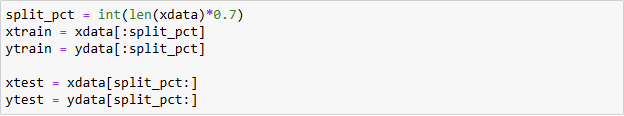 split_pct = int(len(xdata)*0.7)
xtrain = xdata[:split_pct]
ytrain = ydata[:split_pct]

xtest = xdata[split_pct:]
ytest = ydata[split_pct:]